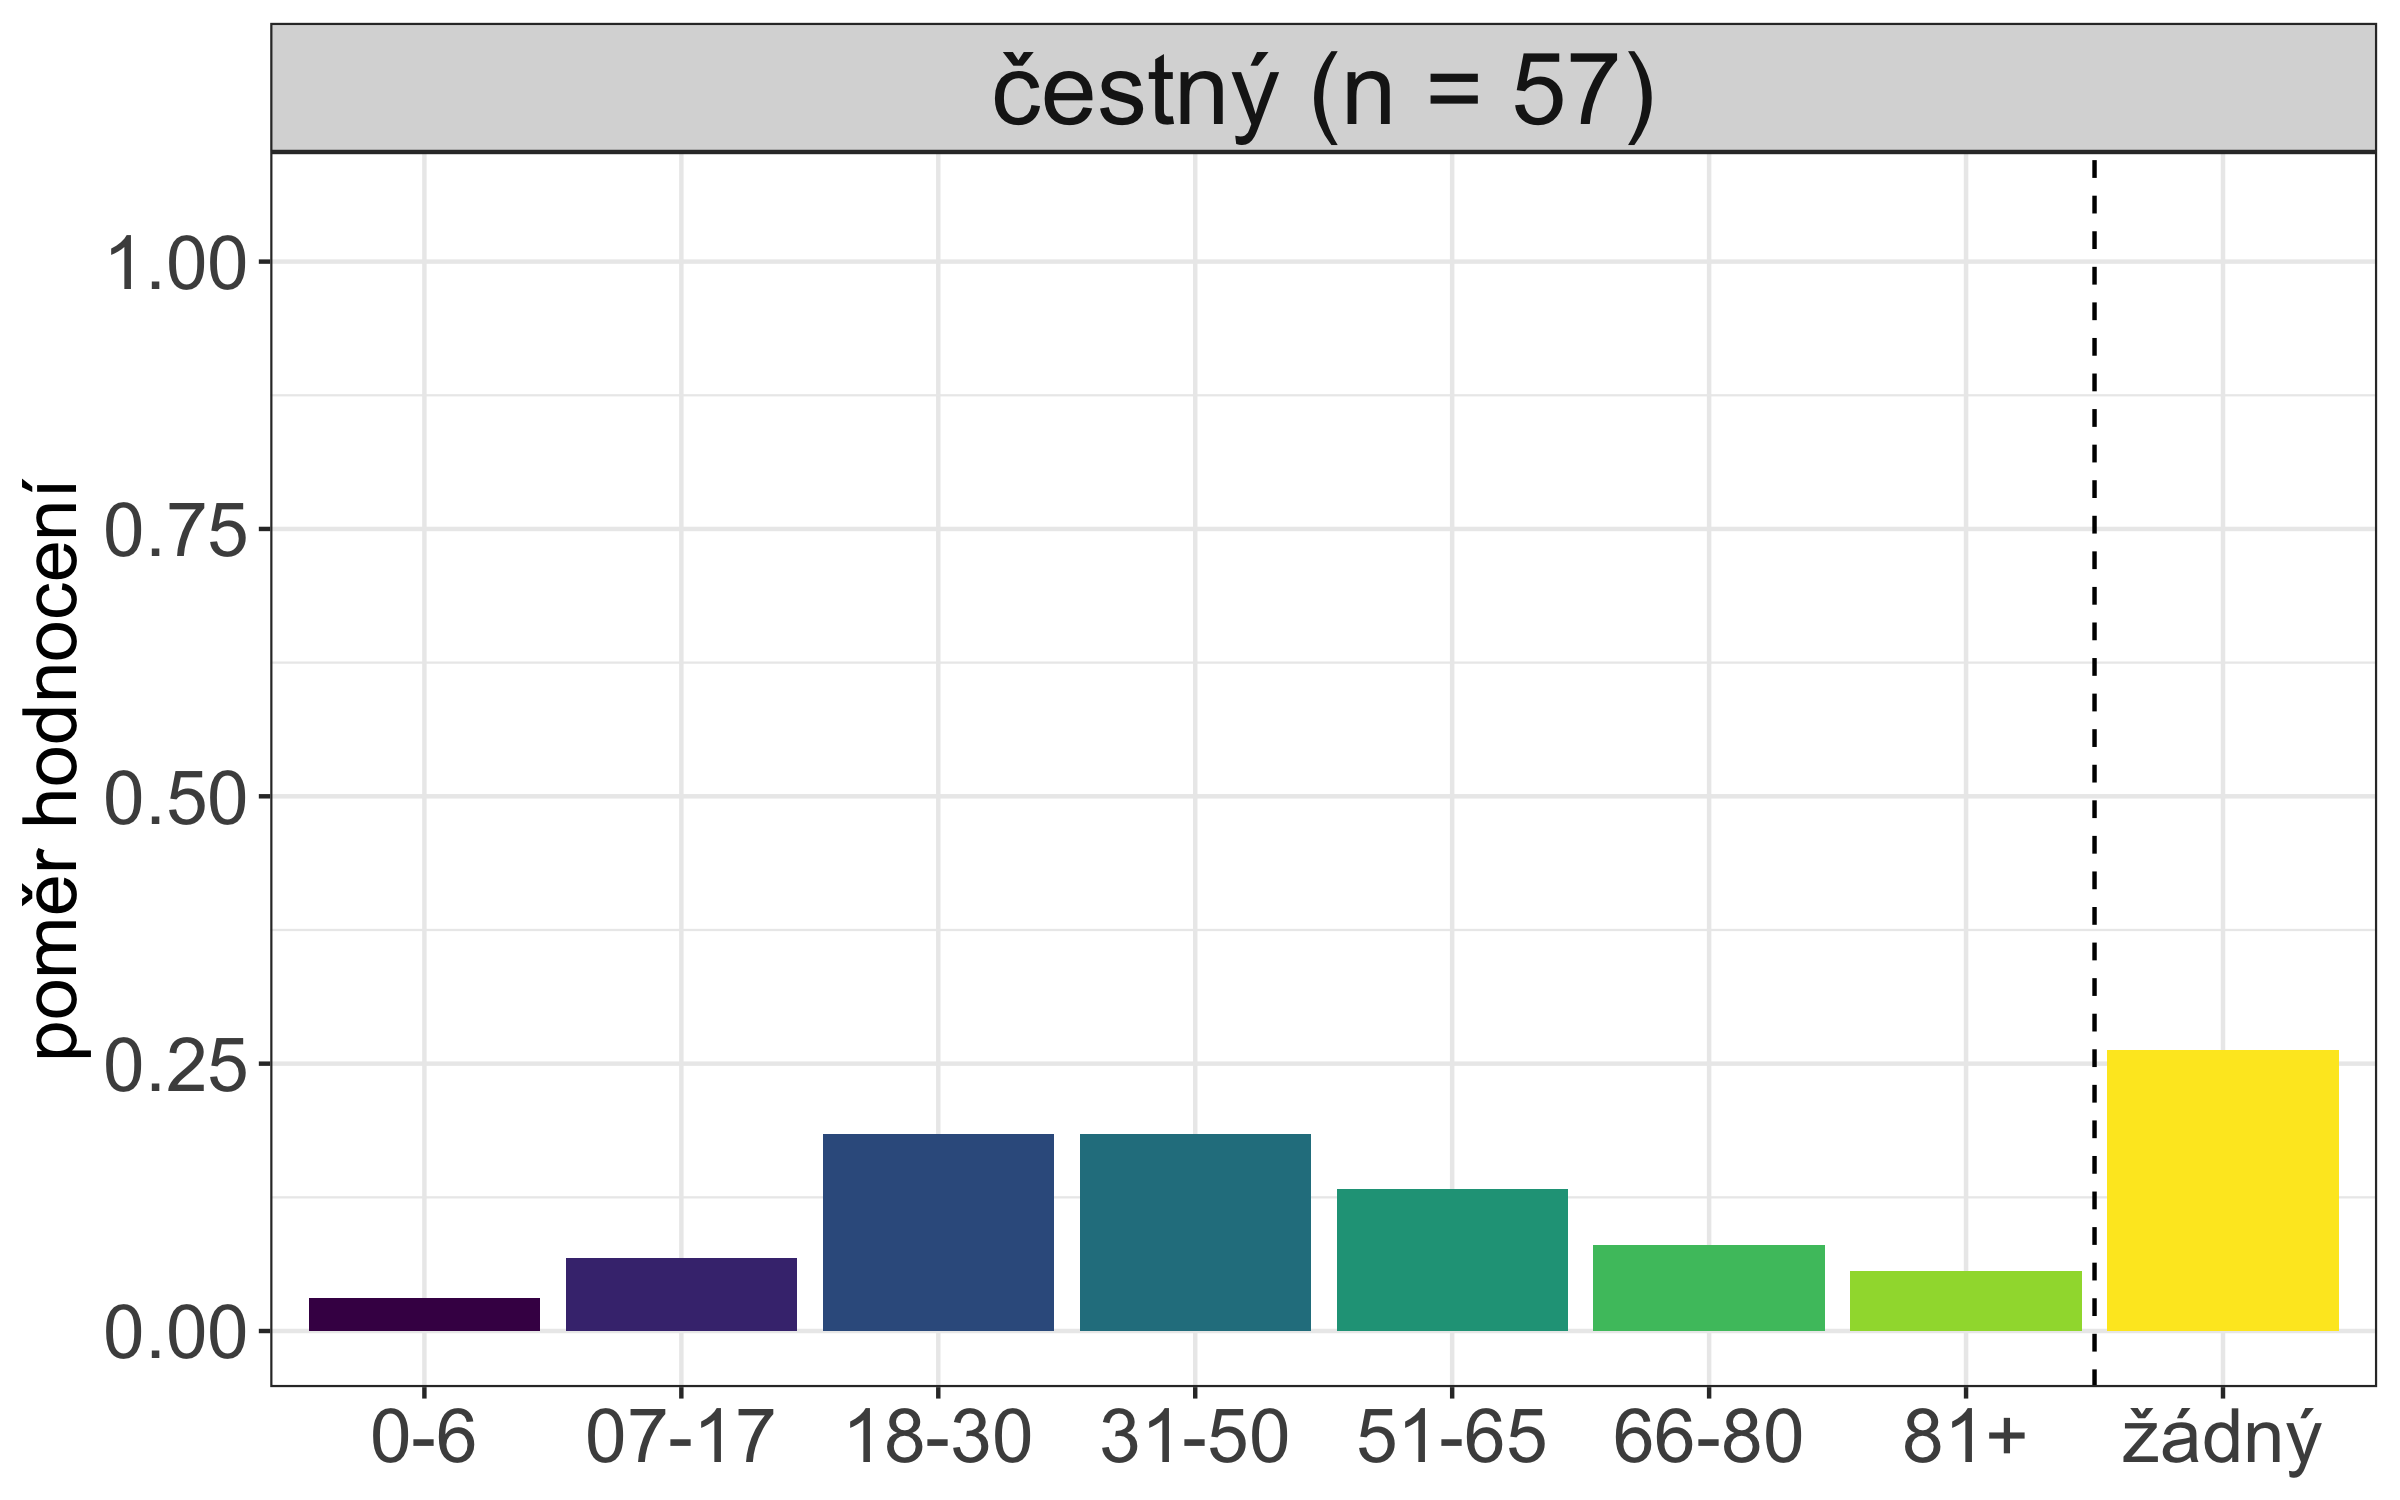 čestný (n = 57)
poměr hodnocení
1.00
0.75
0.50
0.25
0.00
0-6 07-17 18-30 31-50 51-65 66-80 81+ žádný